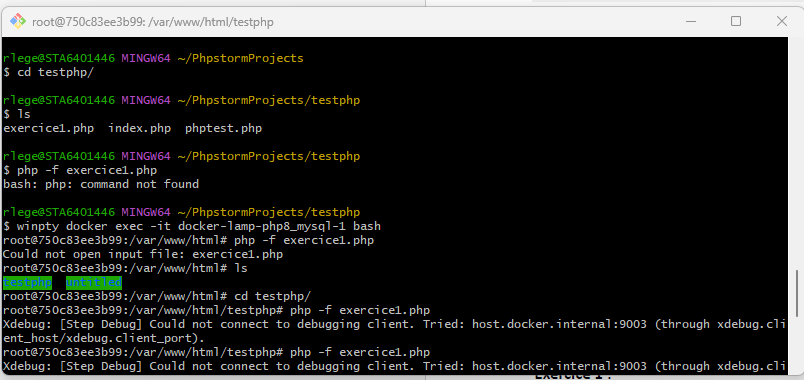 root@750c83ee3b99: /var/www/html/testphp
rlege@STA6401446 MINGW64 ~/PhpstormProjects
$ cd testphp/
rlege@STA6401446 MINGW64 ~/PhpstormProjects/testphp
$ ls
exercice1.php  index.php  phptest.php
rlege@STA6401446 MINGW64 ~/PhpstormProjects/testphp
$ php -f exercice1.php
bash: php: command not found
rlege@STA6401446 MINGW64 ~/PhpstormProjects/testphp
$ winpty docker exec -it docker-lamp-php8_mysql-1 bash
root@750c83ee3b99:/var/www/html# php -f exercice1.php
Could not open input file: exercice1.php
root@750c83ee3b99:/var/www/html# ls
testphp  untitled
root@750c83ee3b99:/var/www/html# cd testphp/
root@750c83ee3b99:/var/www/html/testphp# php -f exercice1.php
Xdebug: [Step Debug] Could not connect to debugging client. Tried: host.docker.internal:9003 (through xdebug.cli
ent_host/xdebug.client_port).
root@750c83ee3b99:/var/www/html/testphp# php -f exercice1.php
Xdebug: [Step Debug] Could not connect to debugging client. Tried: host.docker.internal:9003 (through xdebug.cli
Exercice 1 :